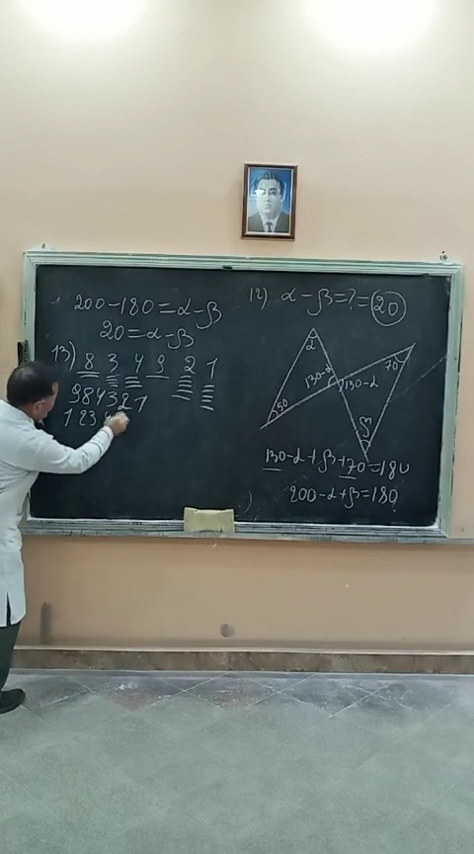 200-180=α-β
20=α-β
13) 8 3 4 9 2 1
984321
1234
12) α-β=?=20
α
130-α
130-α
70
50
β
130-α+β+70=180
200-α+β=180